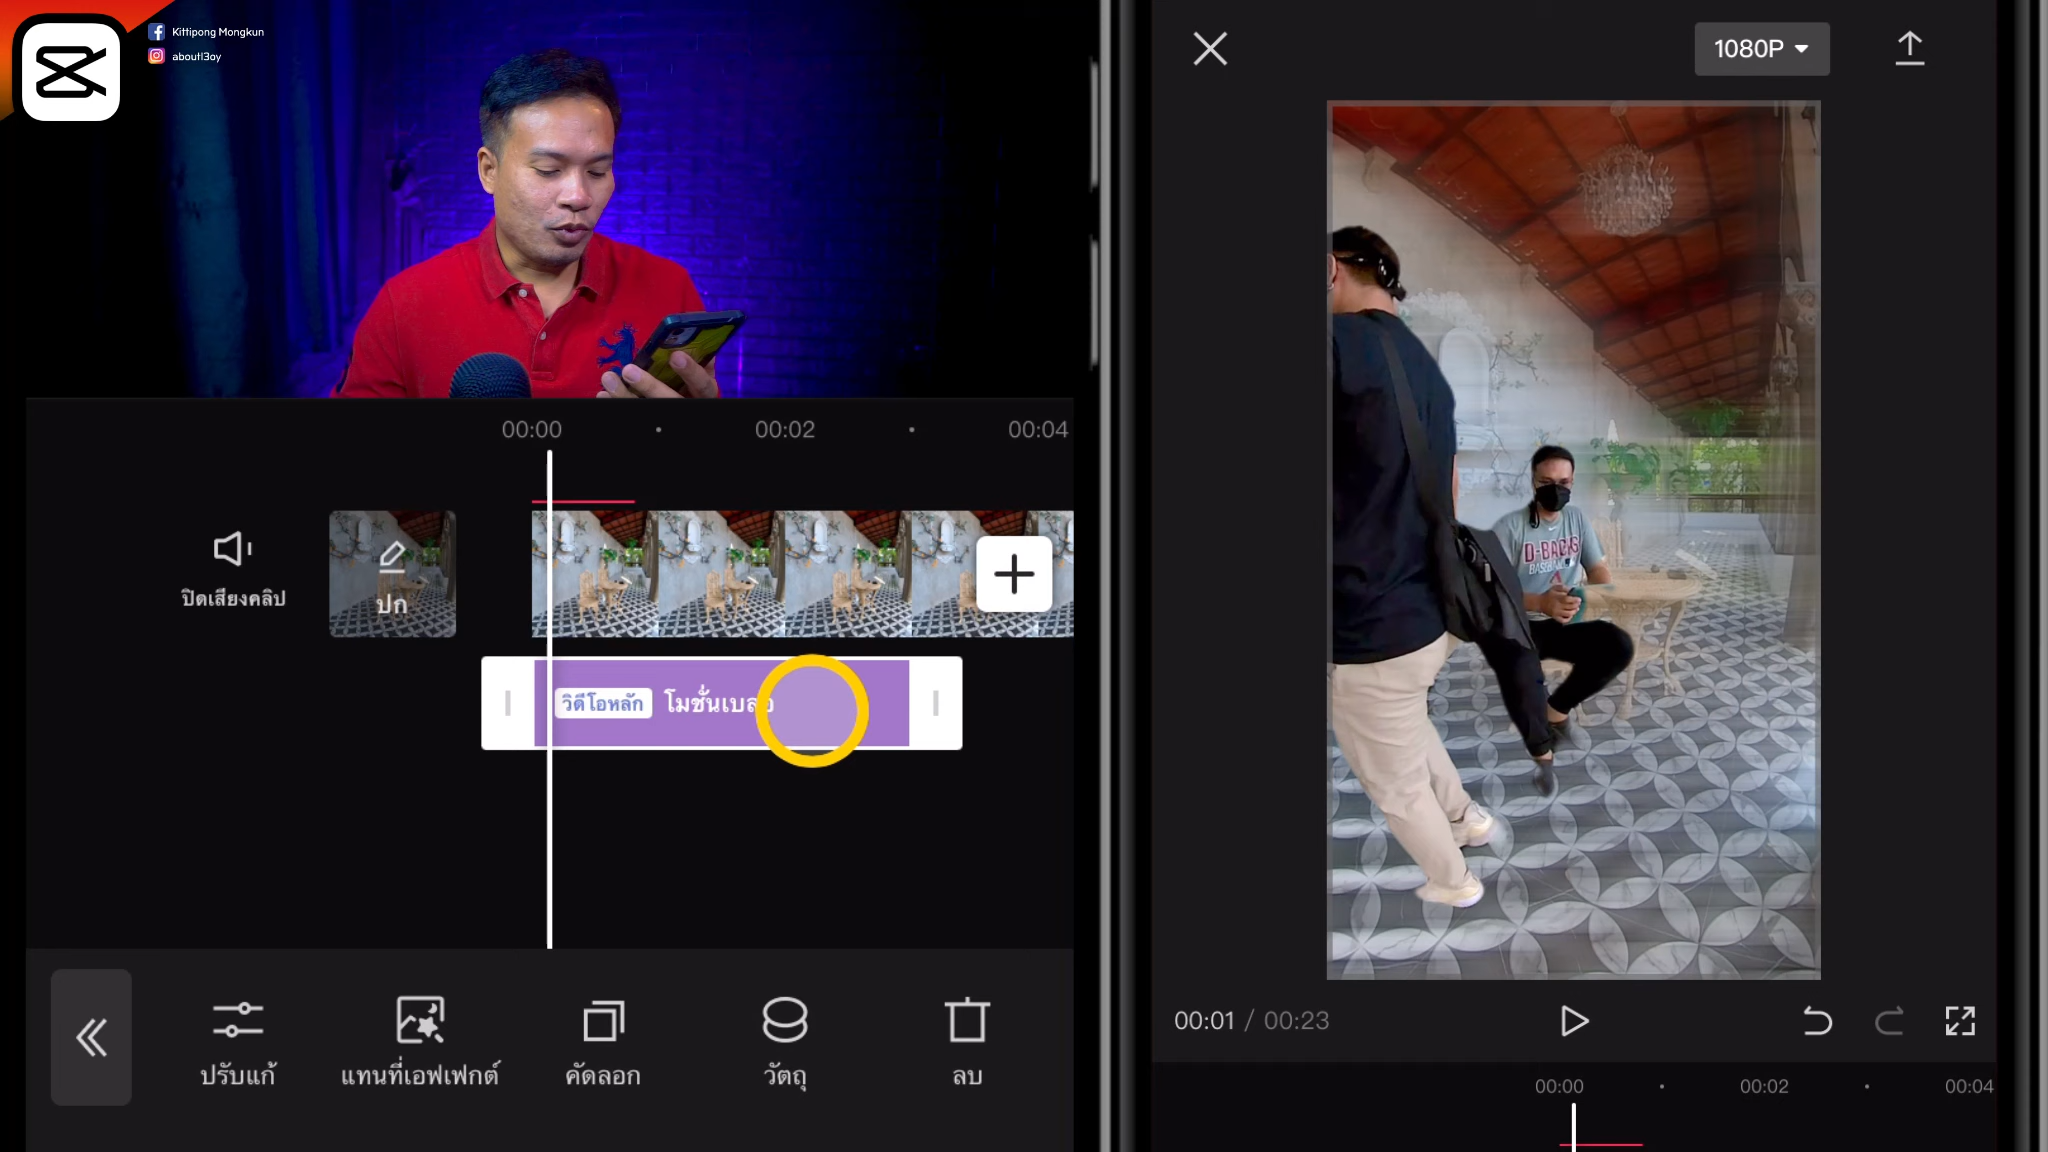 Kittipong Mongkun
aboutl3oy
00:00
00:02
00:04
ปิดเสียงคลิป
ปก
วิดีโอหลัก
โมชั่นเบลอ
ปรับแก้
แทนที่เอฟเฟกต์
คัดลอก
วัตถุ
ลบ
1080P
D-BACKS
BASEBALL
00:01 / 00:23
00:00
00:02
00:04